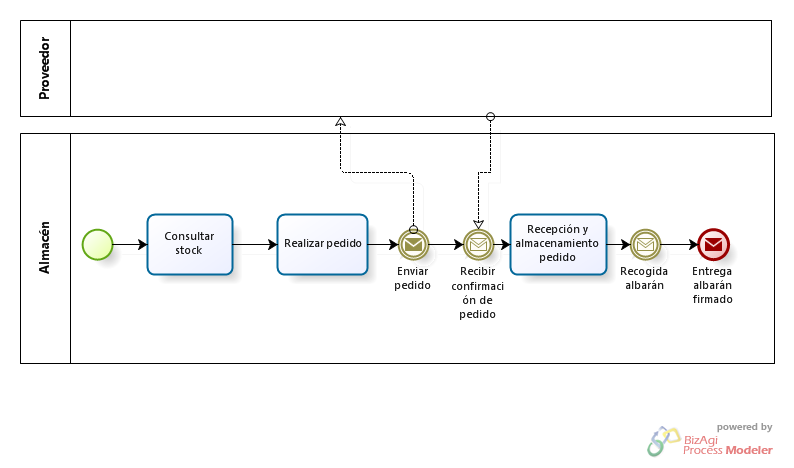 Proveedor
Almacén
Consultar
stock
Realizar pedido
Enviar
pedido
Recibir
confirmaci
ón de
pedido
Recepción y
almacenamiento
pedido
Recogida
albarán
Entrega
albarán
firmado
powered by
BizAgi
Process Modeler